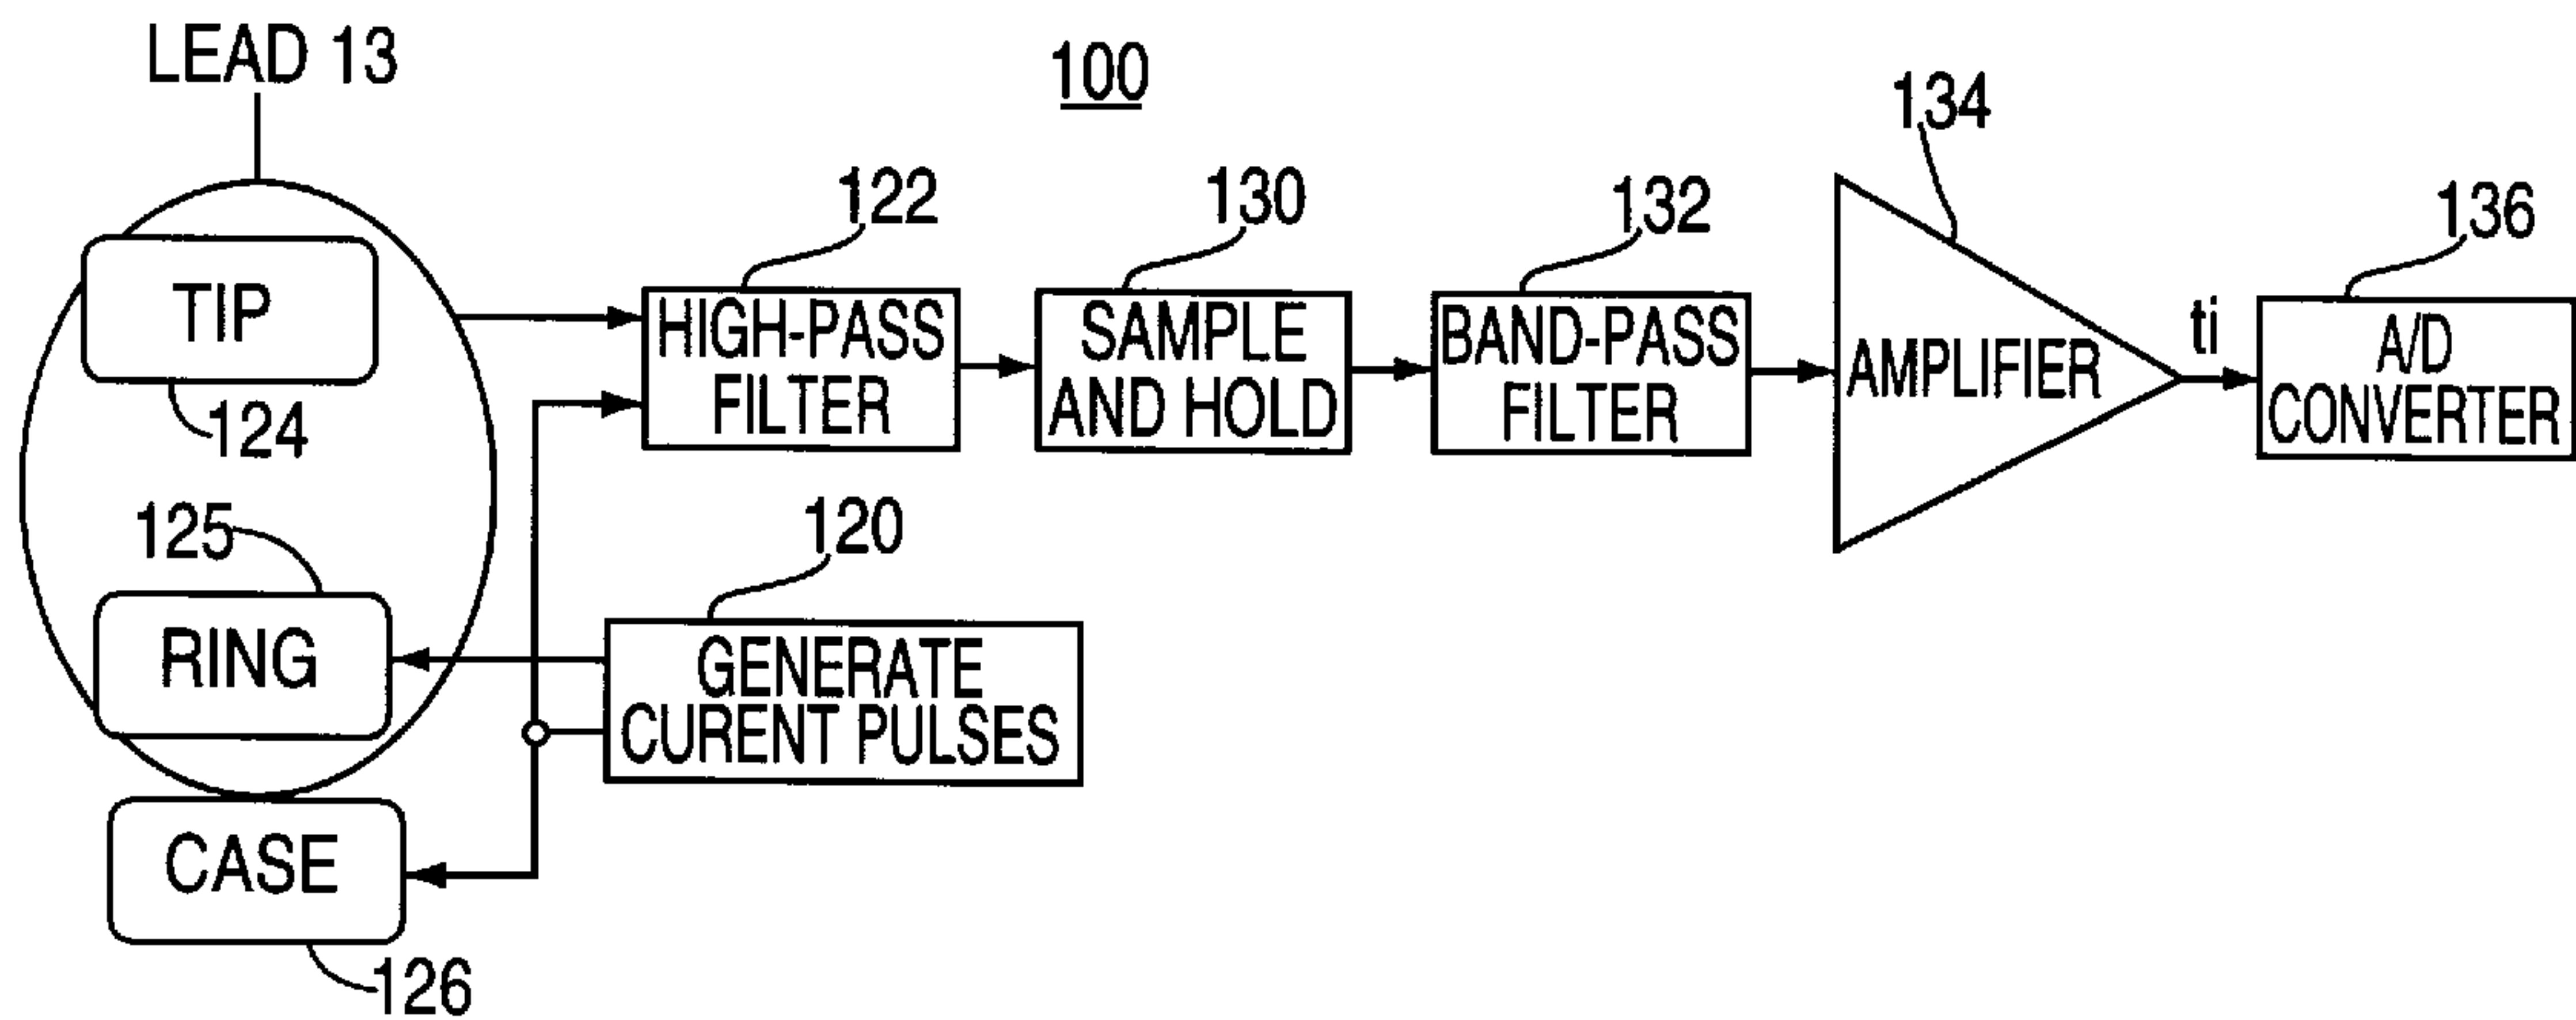 LEAD 13
100
134
122
130
132
136
TIP
124
HIGH-PASS
FILTER
SAMPLE
AND HOLD
BAND-PASS
FILTER
AMPLIFIER
ti
A/D
CONVERTER
125
120
RING
GENERATE
CURENT PULSES
CASE
126